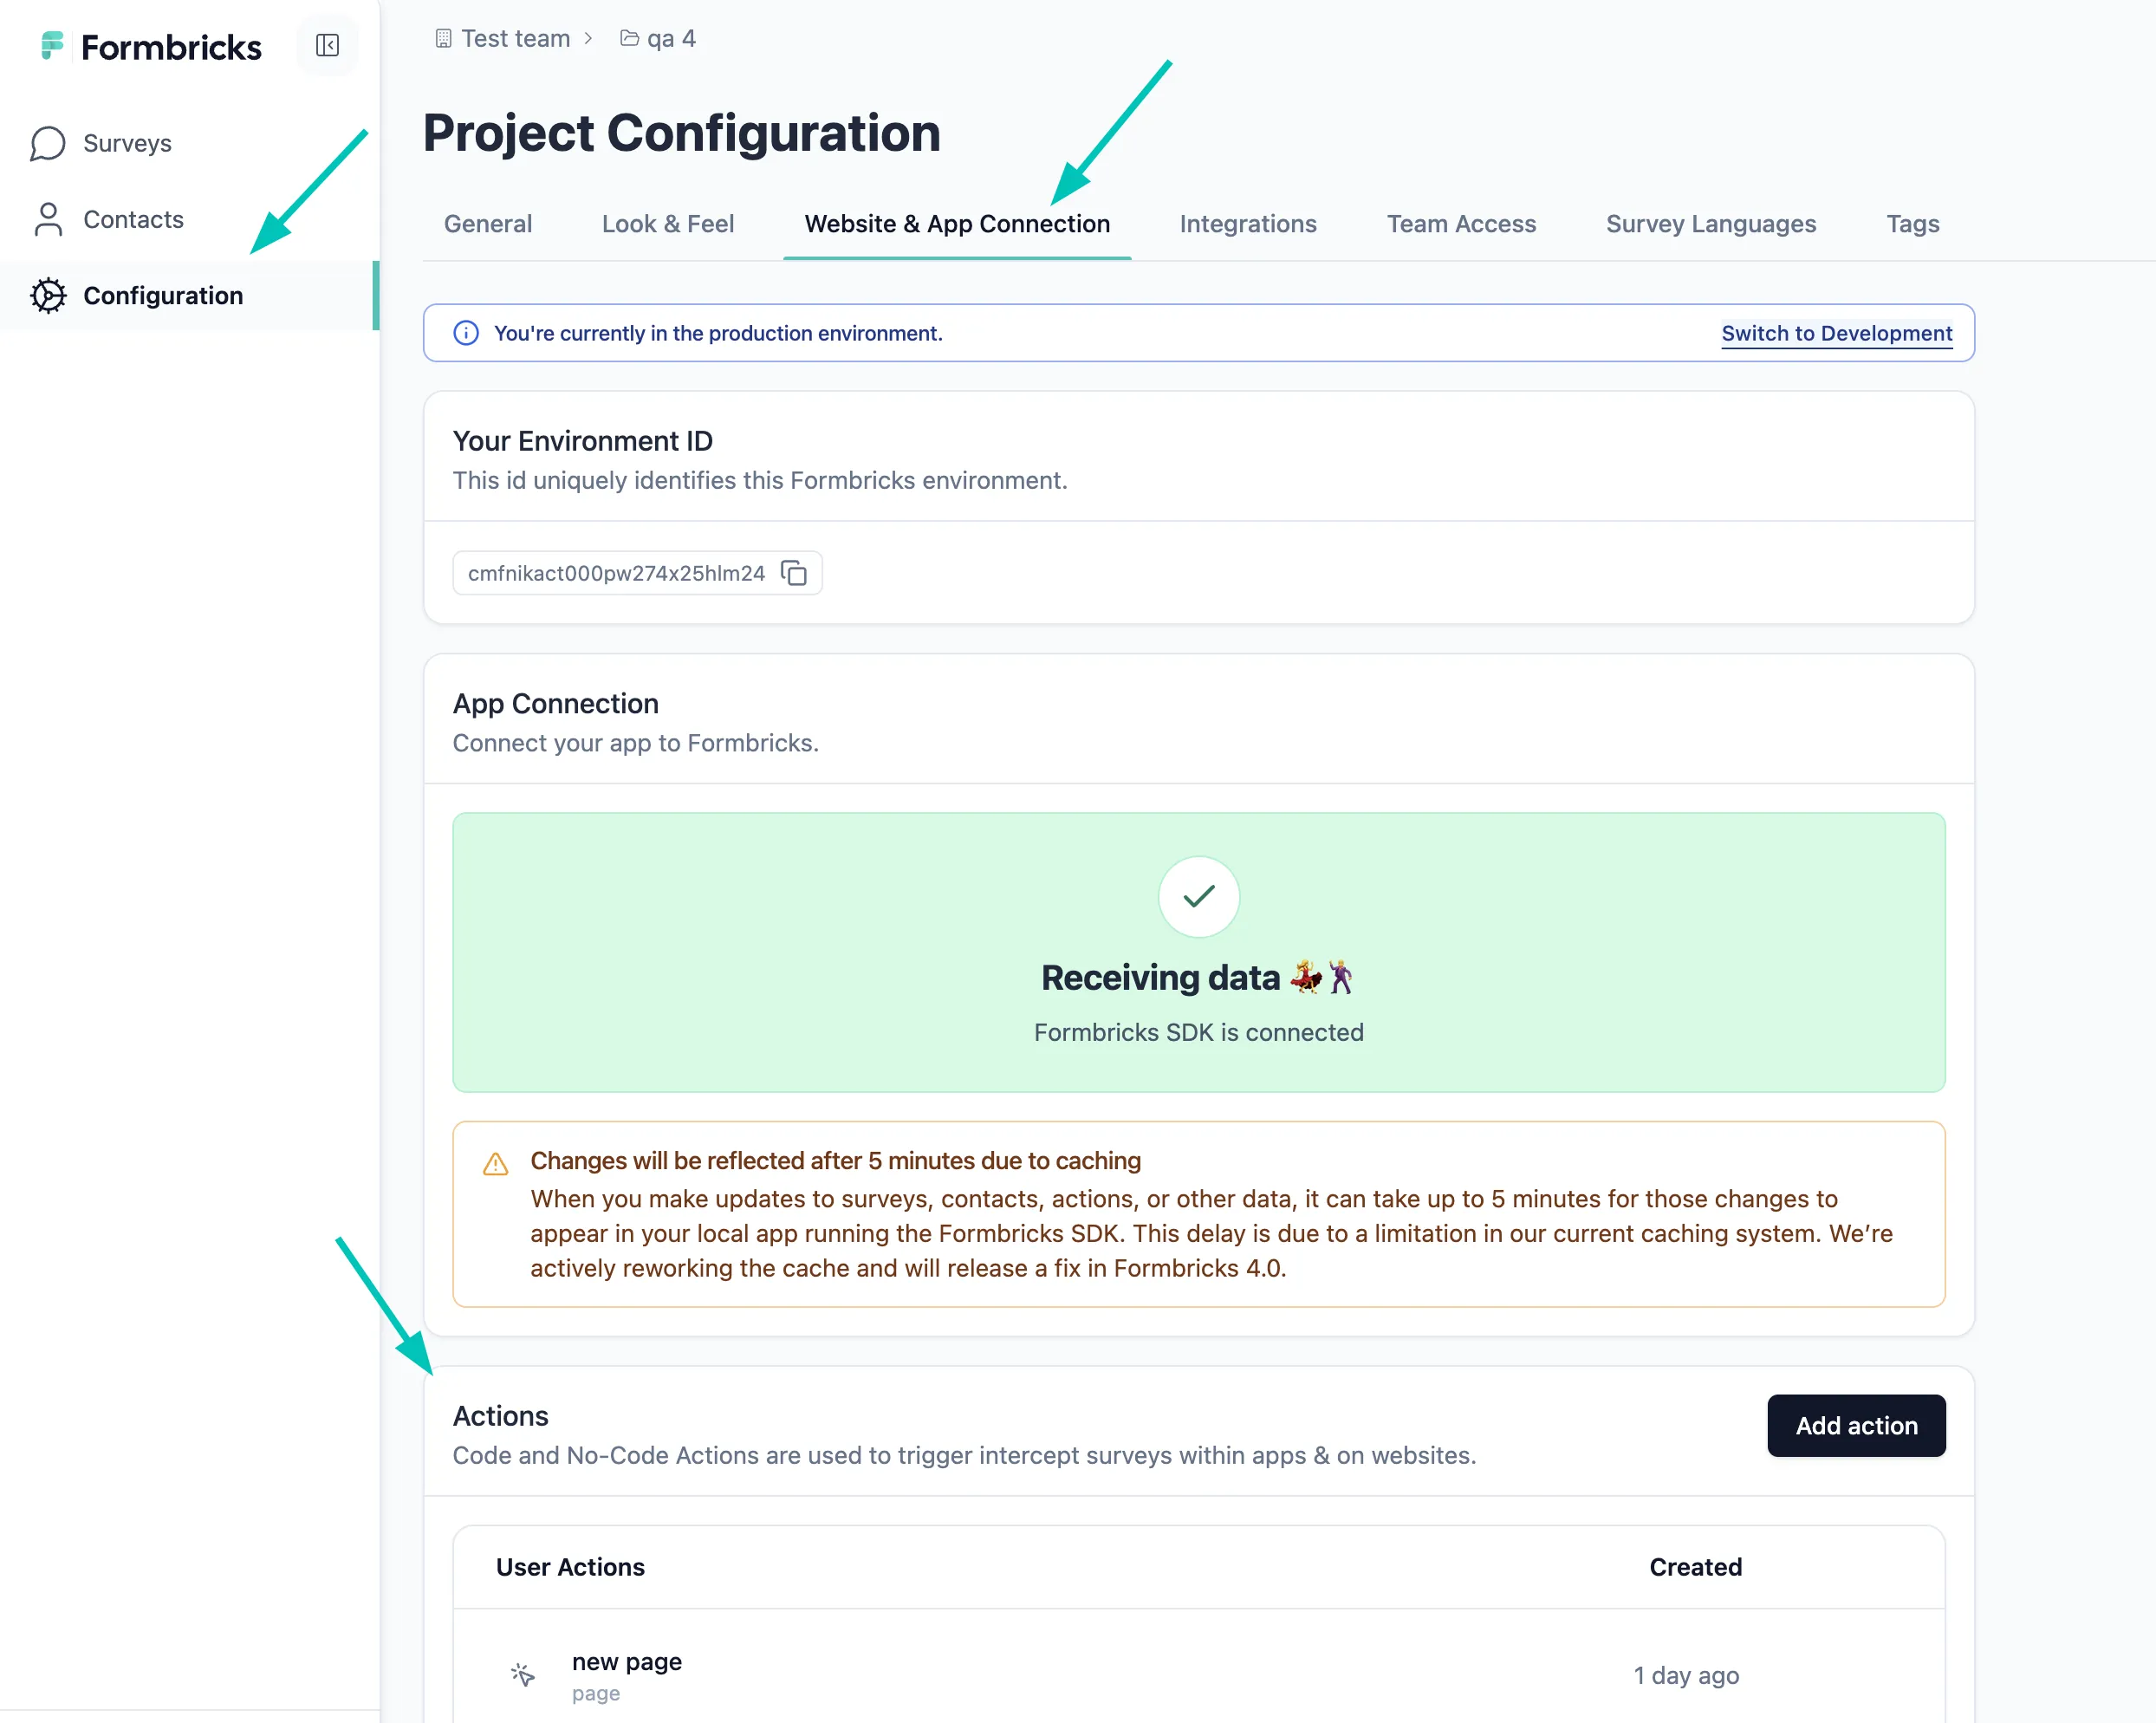 Formbricks
Test team
qa 4
Surveys
Contacts
Configuration
Project Configuration
General
Look & Feel
Website & App Connection
Integrations
Team Access
Survey Languages
Tags
You're currently in the production environment.
Switch to Development
Your Environment ID
This id uniquely identifies this Formbricks environment.
cmfnikact000pw274x25hlm24
App Connection
Connect your app to Formbricks.
Receiving data 💃🕺
Formbricks SDK is connected
Changes will be reflected after 5 minutes due to caching
When you make updates to surveys, contacts, actions, or other data, it can take up to 5 minutes for those changes to
appear in your local app running the Formbricks SDK. This delay is due to a limitation in our current caching system. We’re
actively reworking the cache and will release a fix in Formbricks 4.0.
Actions
Code and No-Code Actions are used to trigger intercept surveys within apps & on websites.
Add action
User Actions
Created
new page
page
1 day ago